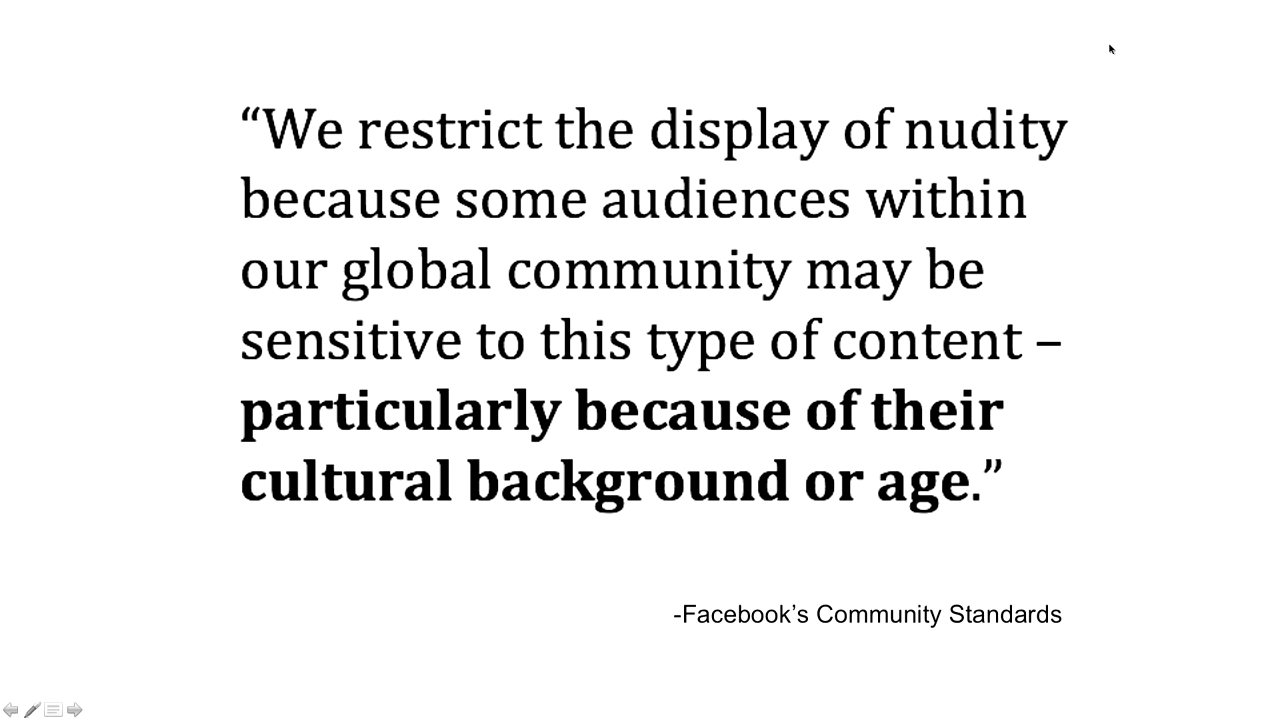 “We restrict the display of nudity
because some audiences within
our global community may be
sensitive to this type of content –
particularly because of their
cultural background or age.”
-Facebook’s Community Standards